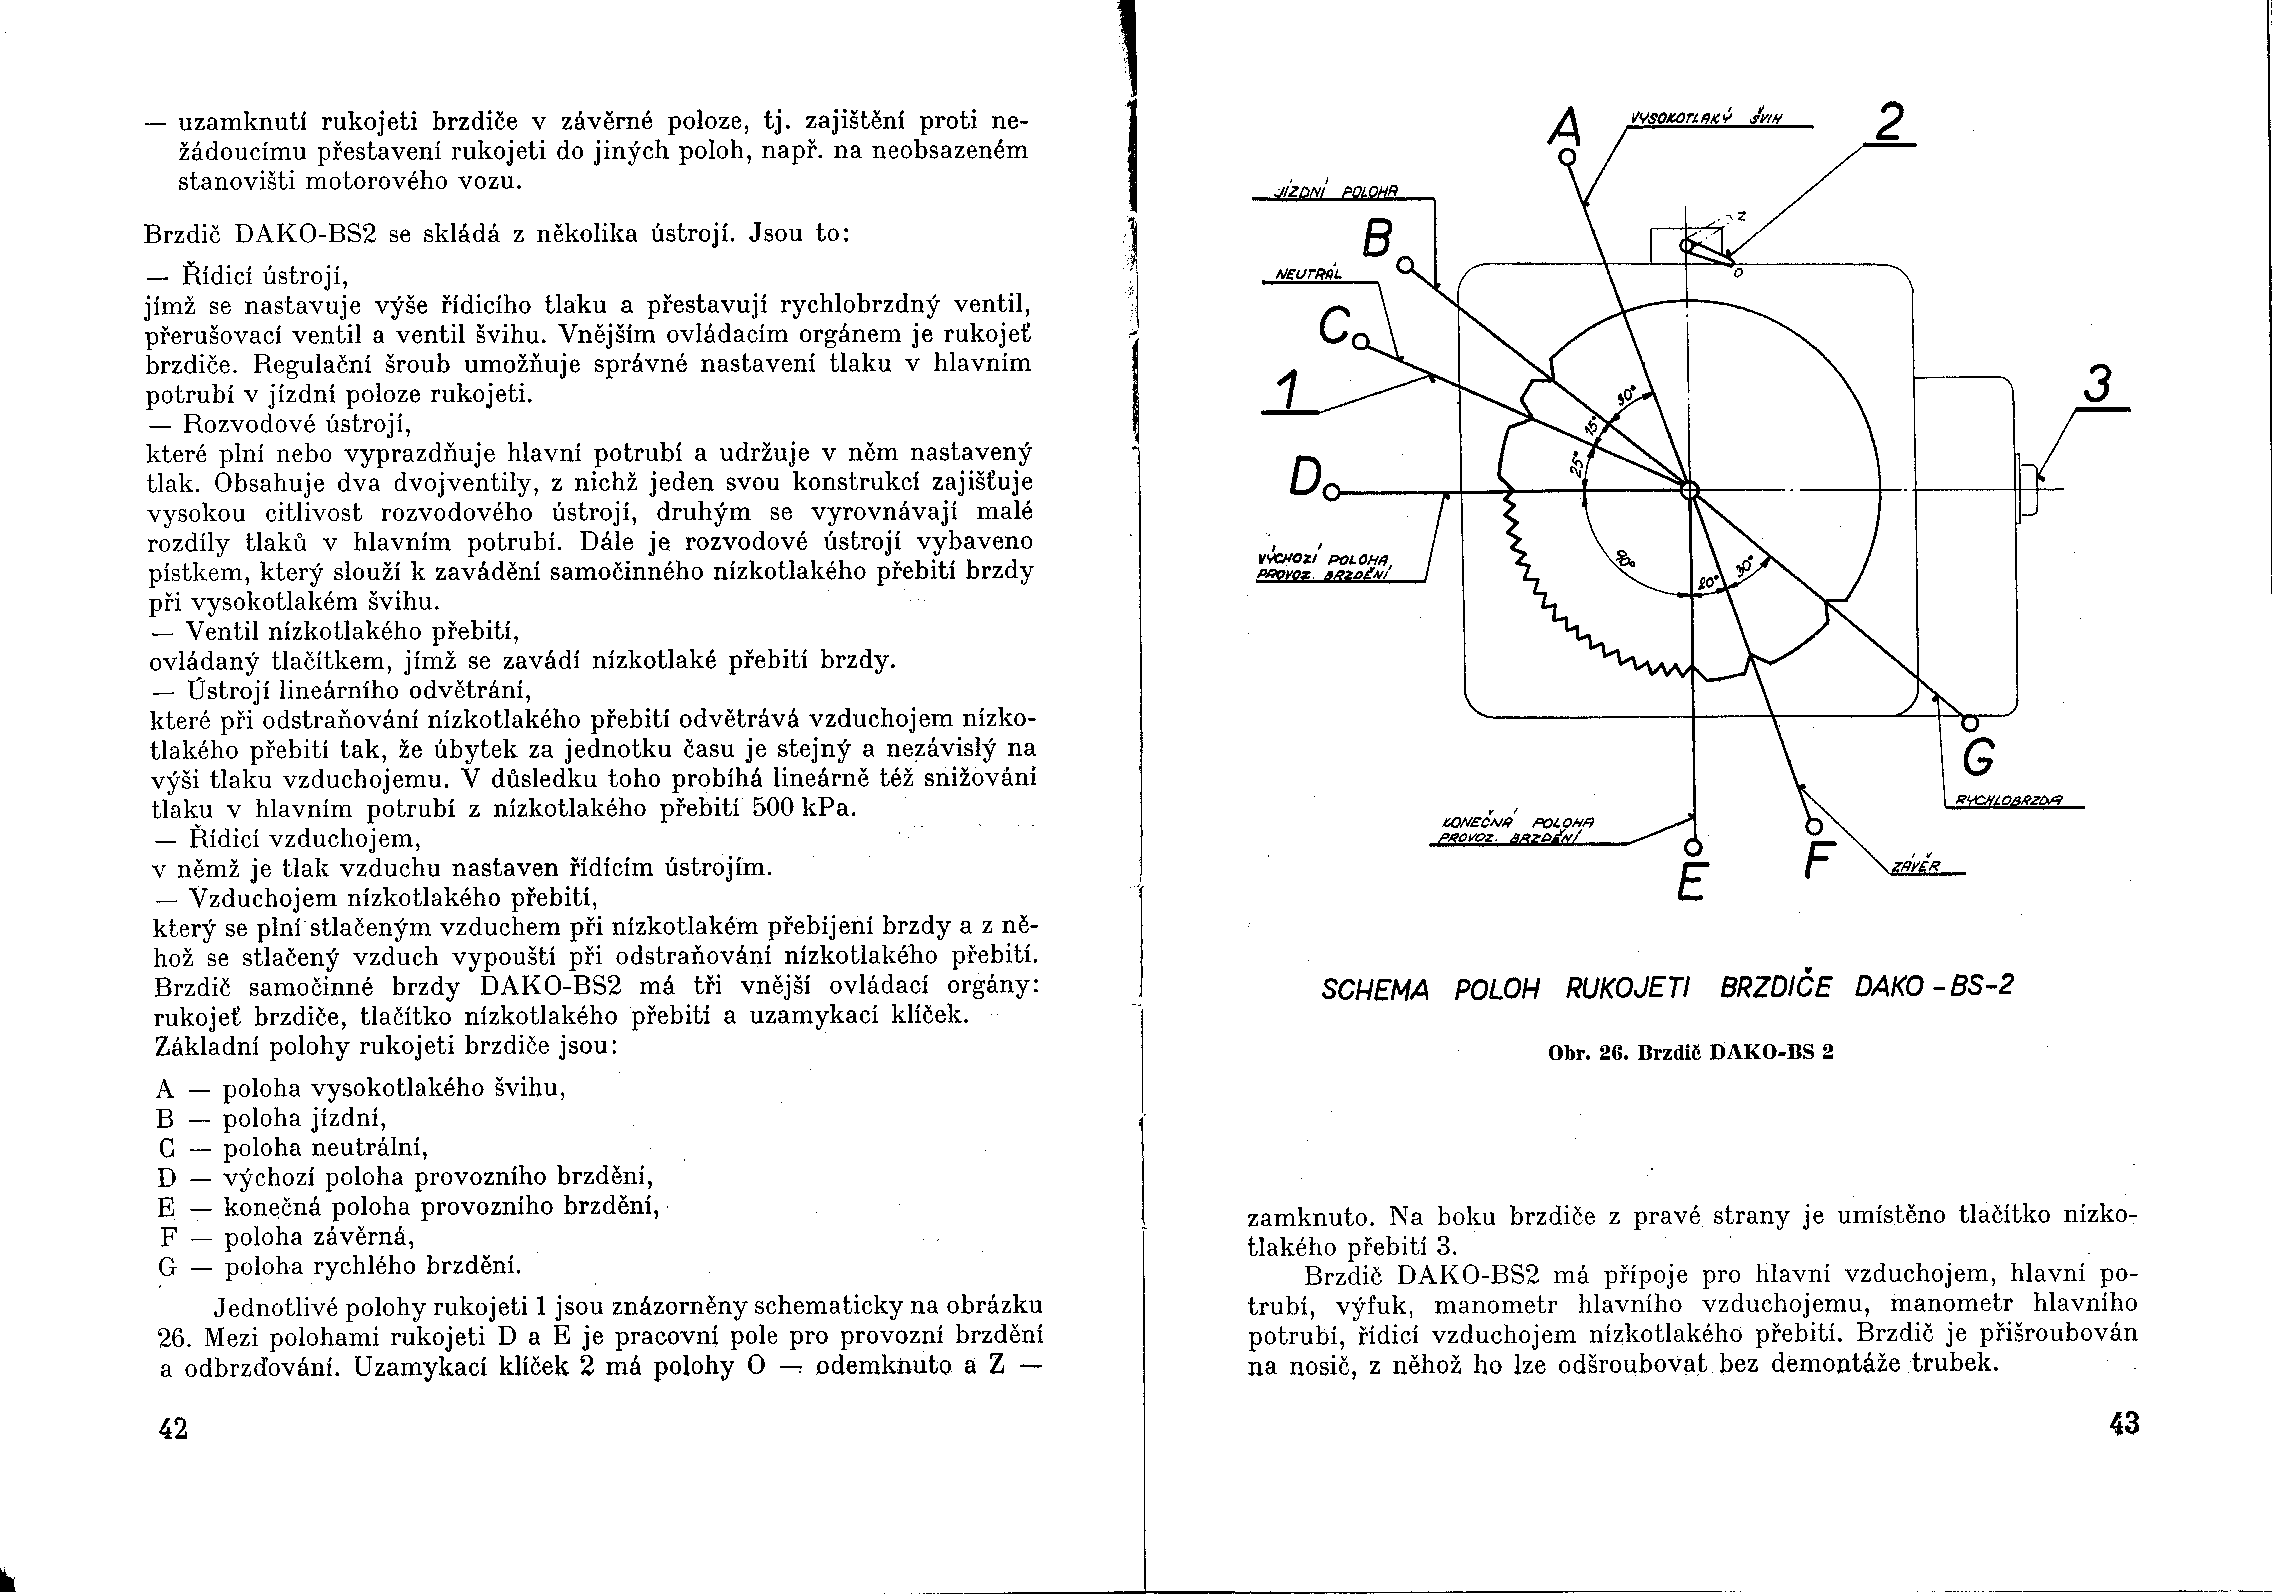 — uzamknutí rukojeti brzdiče v závěrné poloze, tj. zajištění proti ne-
žádoucímu přestavení rukojeti do jiných poloh, např. na neobsazeném
stanovišti motorového vozu.
Brzdič DAKO-BS2 se skládá z několika ústrojí. Jsou to:
— Řídicí ústrojí,
jímž se nastavuje výše řídicího tlaku a přestavují rychlobrzdný ventil,
přerušovací ventil a ventil švihu. Vnějším ovládacím orgánem je rukojeť
brzdiče. Regulační šroub umožňuje správné nastavení tlaku v hlavním
potrubí v jízdní poloze rukojeti.
— Rozvodové ústrojí,
které plní nebo vyprazdňuje hlavní potrubí a udržuje v něm nastavený
tlak. Obsahuje dva dvojventily, z nichž jeden svou konstrukcí zajišťuje
vysokou citlivost rozvodového ústrojí, druhým se vyrovnávají malé
rozdíly tlaků v hlavním potrubí. Dále je rozvodové ústrojí vybaveno
pístkem, který slouží k zavádění samočinného nízkotlakého přebití brzdy
při vysokotlakém švihu.
— Ventil nízkotlakého přebití,
ovládaný tlačítkem, jímž se zavádí nízkotlaké přebití brzdy.
— Ústrojí lineárního odvětrání,
které při odstraňování nízkotlakého přebití odvětrává vzduchojem nízko-
tlakého přebití tak, že úbytek za jednotku času je stejný a nezávislý na
výši tlaku vzduchojemu. V důsledku toho probíhá lineárně též snižování
tlaku v hlavním potrubí z nízkotlakého přebití 500 kPa.
— Řídicí vzduchojem,
v němž je tlak vzduchu nastaven řídícím ústrojím.
— Vzduchojem nízkotlakého přebití,
který se plní stlačeným vzduchem při nízkotlakém přebíjení brzdy a z ně-
hož se stlačený vzduch vypouští při odstraňování nízkotlakého přebití.
Brzdič samočinné brzdy DAKO-BS2 má tři vnější ovládací orgány:
rukojeť brzdiče, tlačítko nízkotlakého přebití a uzamykací klíček.
Základní polohy rukojeti brzdiče jsou:
A — poloha vysokotlakého švihu,
B — poloha jízdní,
C — poloha neutrální,
D — výchozí poloha provozního brzdění,
E — konečná poloha provozního brzdění,
F — poloha závěrná,
G — poloha rychlého brzdění.
Jednotlivé polohy rukojeti 1 jsou znázorněny schematicky na obrázku
26. Mezi polohami rukojeti D a E je pracovní pole pro provozní brzdění
a odbrzďování. Uzamykací klíček 2 má polohy O — odemknuto a Z —
42
A
VYSOKOTLAKÝ ŠVIH
2
JÍZDNÍ POLOHA
Z
B
NEUTRÁL
O
C
1
3
30°
15°
25°
D
VÝCHOZÍ POLOHA
PROVOZ. BRZDĚNÍ
90°
20°
30°
G
RYCHLOBRZDA
KONEČNÁ POLOHA
PROVOZ. BRZDĚNÍ
E
F
ZÁVĚR
SCHEMA POLOH RUKOJETI BRZDIČE DAKO-BS-2
Obr. 26. Brzdič DAKO-BS 2
zamknuto. Na boku brzdiče z pravé strany je umístěno tlačítko nízko-
tlakého přebití 3.
Brzdič DAKO-BS2 má přípoje pro hlavní vzduchojem, hlavní po-
trubí, výfuk, manometr hlavního vzduchojemu, manometr hlavního
potrubí, řídicí vzduchojem nízkotlakého přebití. Brzdič je přišroubován
na nosič, z něhož ho lze odšroubovat bez demontáže trubek.
43